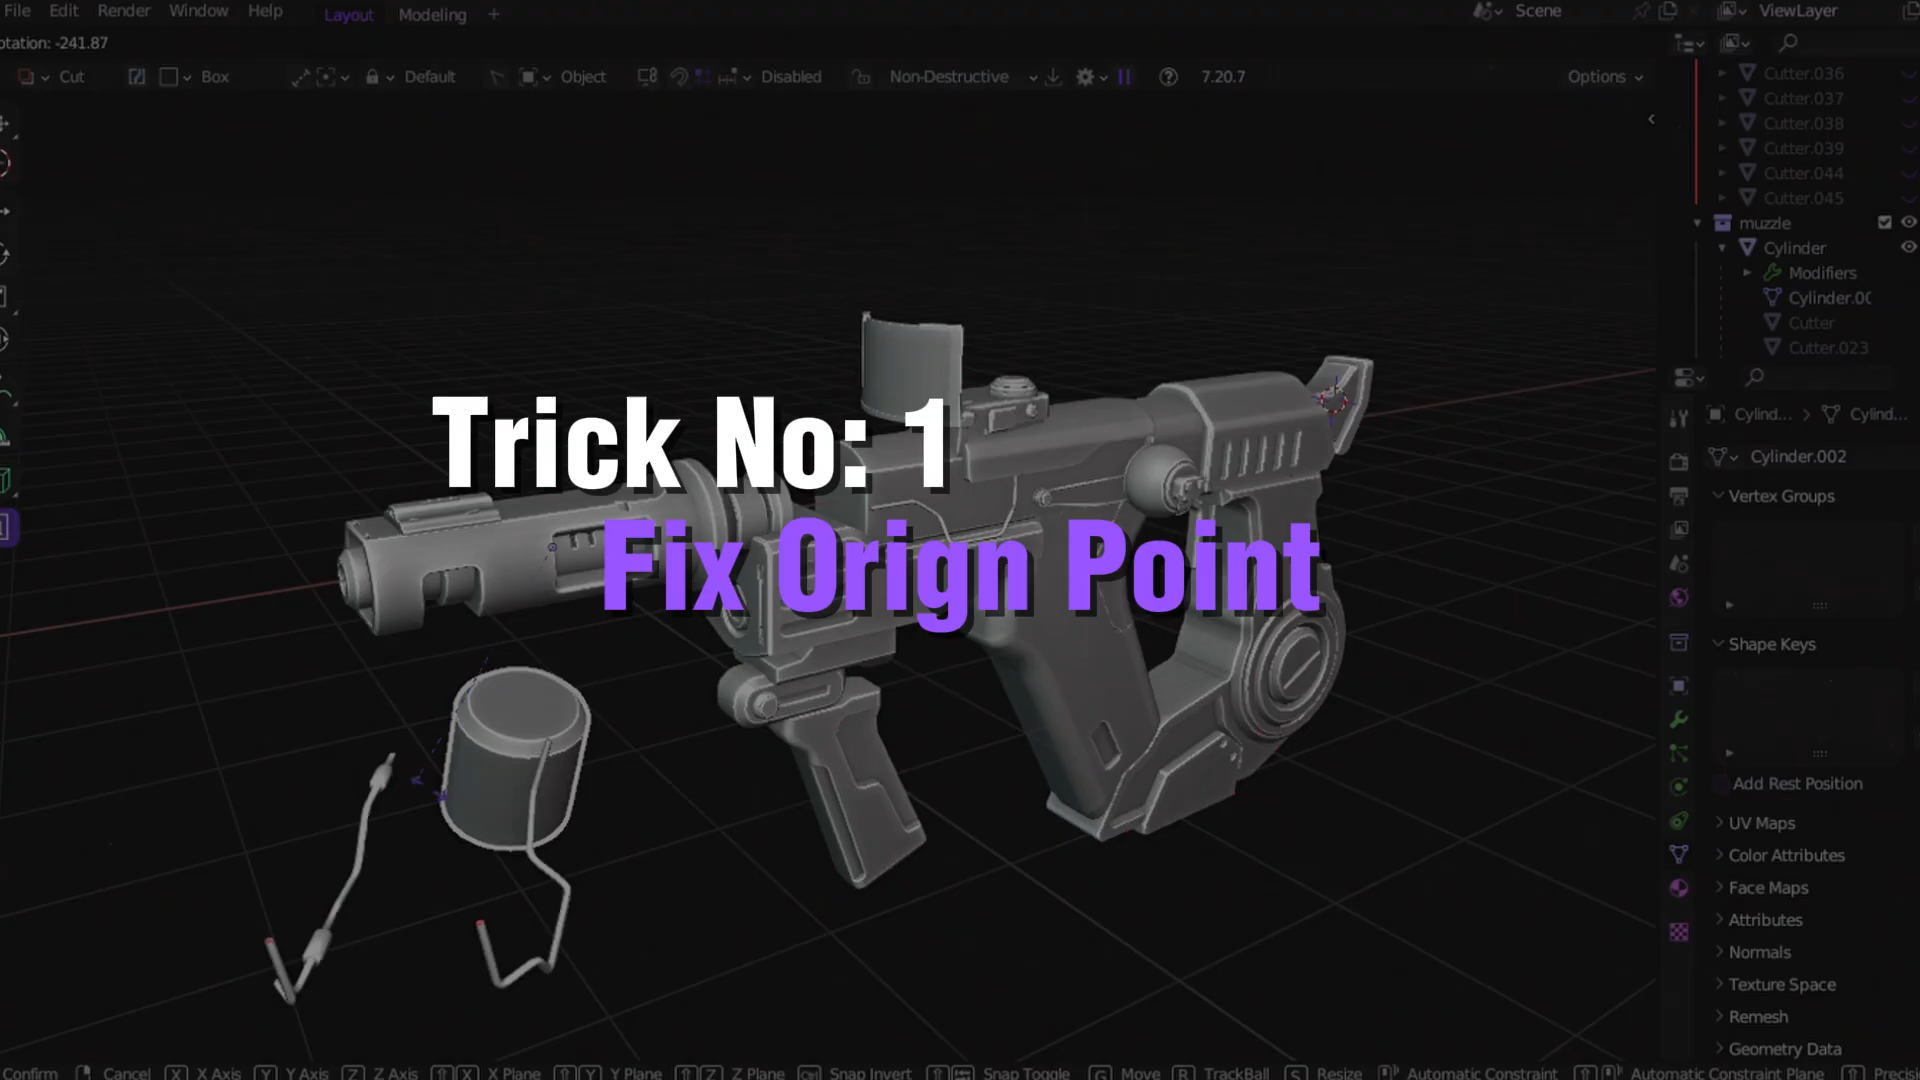 File Edit Render Window Help Layout Modeling + Scene ViewLayer
otation: -241.87
Cut Box Default Object Disabled Non-Destructive 7.20.7 Options
Cutter.036
Cutter.037
Cutter.038
Cutter.039
Cutter.044
Cutter.045
muzzle
Cylinder
Modifiers
Cylinder.00
Cutter
Cutter.023
Trick No: 1
Fix Orign Point
Cylind... > Cylind...
Cylinder.002
Vertex Groups
Shape Keys
Add Rest Position
UV Maps
Color Attributes
Face Maps
Attributes
Normals
Texture Space
Remesh
Geometry Data
Confirm Cancel X X Axis Y Y Axis Z Z Axis X X Plane Y Y Plane Z Z Plane Snap Invert Snap Toggle G Move R TrackBall S Resize Automatic Constraint Automatic Constraint Plane Precisi